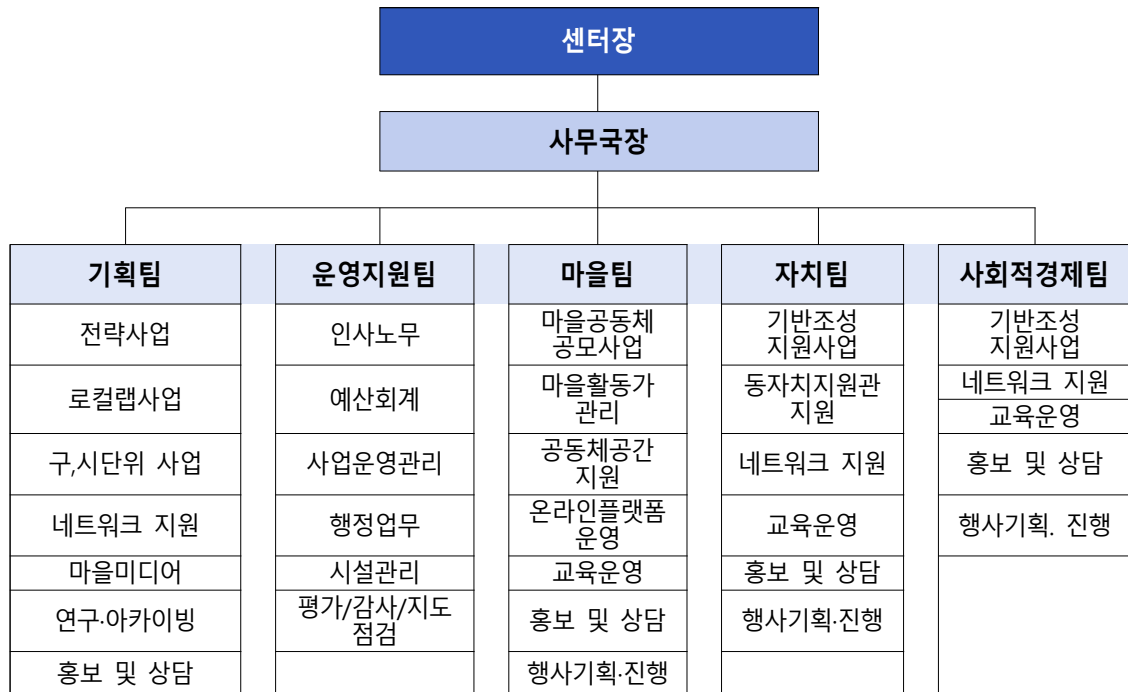 센터장
사무국장
기획팀
전략사업
로컬랩사업
구,시단위 사업
네트워크 지원
마을미디어
연구·아카이빙
홍보 및 상담
운영지원팀
인사노무
예산회계
사업운영관리
행정업무
시설관리
평가/감사/지도
점검
마을팀
마을공동체
공모사업
마을활동가
관리
공동체공간
지원
온라인플랫폼
운영
교육운영
홍보 및 상담
행사기획·진행
자치팀
기반조성
지원사업
동자치지원관
지원
네트워크 지원
교육운영
홍보 및 상담
행사기획·진행
사회적경제팀
기반조성
지원사업
네트워크 지원
교육운영
홍보 및 상담
행사기획. 진행